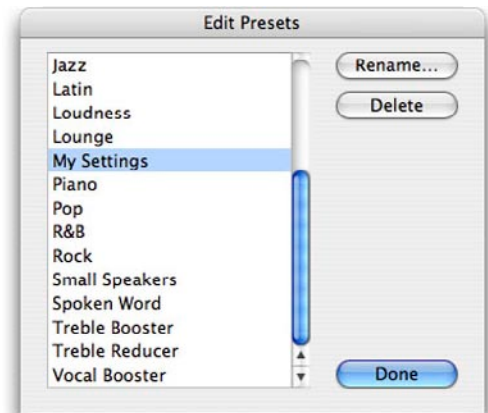 Edit Presets
Jazz
Latin
Loudness
Lounge
My Settings
Piano
Pop
R&B
Rock
Small Speakers
Spoken Word
Treble Booster
Treble Reducer
Vocal Booster
Rename...
Delete
Done